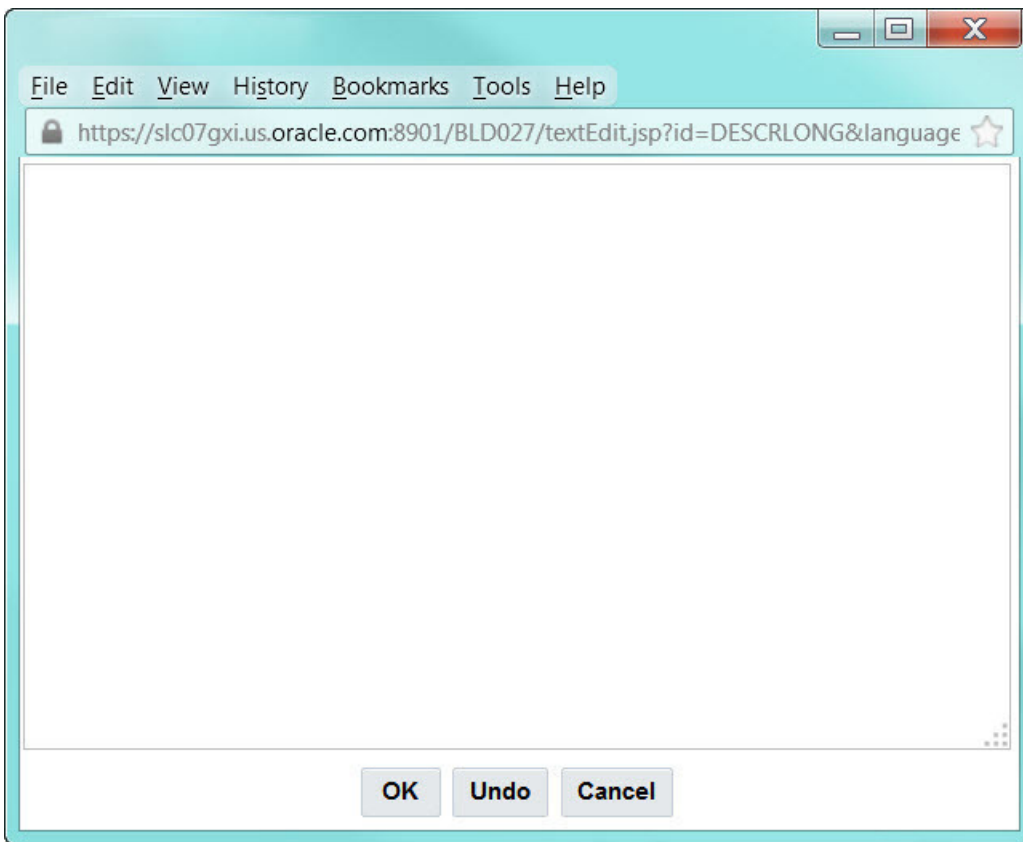 File Edit View History Bookmarks Tools Help
https://slc07gxi.us.oracle.com:8901/BLD027/textEdit.jsp?id=DESCRLONG&language
OK Undo Cancel